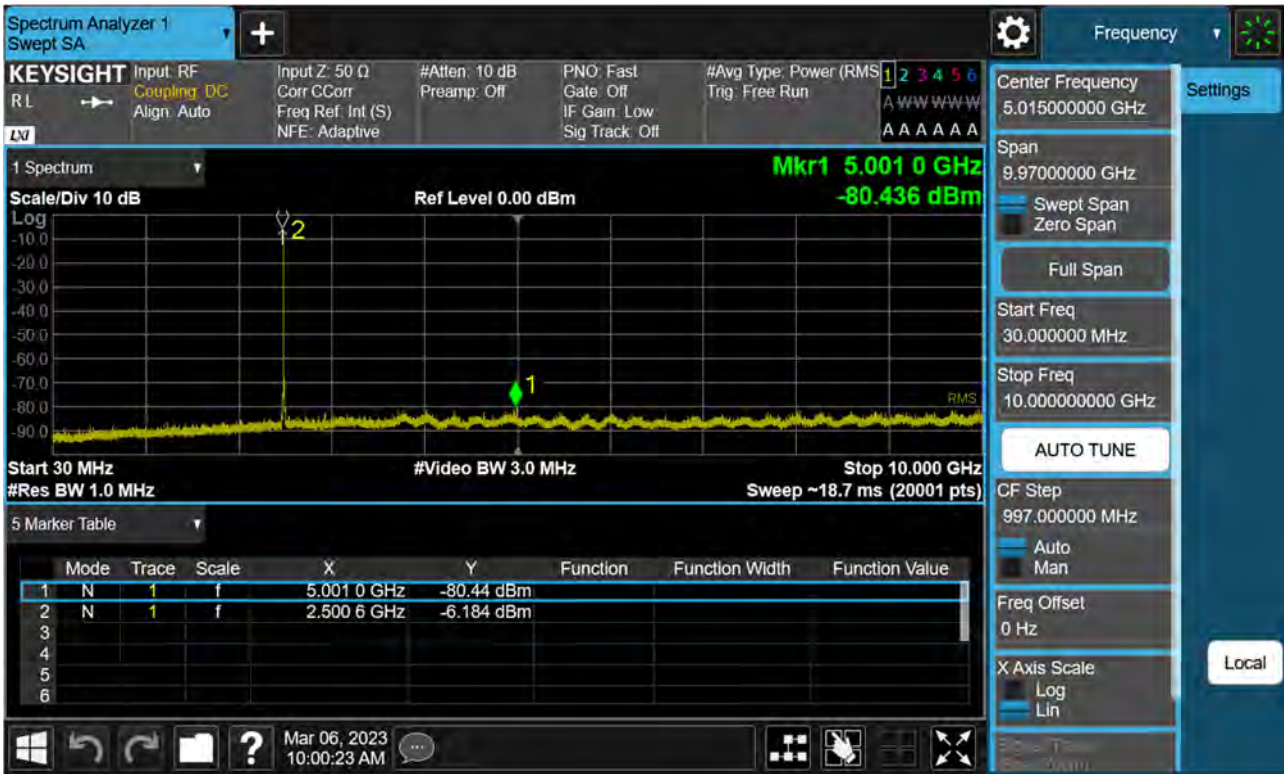 Spectrum Analyzer 1
Swept SA
+
Frequency
KEYSIGHT
RL
LXI
Input: RF
Coupling: DC
Align: Auto
Input Z: 50 Ω
Corr CCorr
Freq Ref: Int (S)
NFE: Adaptive
#Atten: 10 dB
Preamp: Off
PNO: Fast
Gate: Off
IF Gain: Low
Sig Track: Off
#Avg Type: Power (RMS
Trig: Free Run
1 2 3 4 5 6
A W W W W W
A A A A A A
1 Spectrum
Scale/Div 10 dB
Ref Level 0.00 dBm
Mkr1 5.001 0 GHz
-80.436 dBm
Log
-10.0
-20.0
-30.0
-40.0
-50.0
-60.0
-70.0
-80.0
-90.0
2
1
RMS
Start 30 MHz
#Video BW 3.0 MHz
Stop 10.000 GHz
#Res BW 1.0 MHz
Sweep ~18.7 ms (20001 pts)
5 Marker Table
Mode Trace Scale X Y Function Function Width Function Value
1 N 1 f 5.001 0 GHz -80.44 dBm
2 N 1 f 2.500 6 GHz -6.184 dBm
3
4
5
6
?
Mar 06, 2023
10:00:23 AM
Center Frequency
5.015000000 GHz
Span
9.97000000 GHz
Swept Span
Zero Span
Full Span
Start Freq
30.000000 MHz
Stop Freq
10.000000000 GHz
AUTO TUNE
CF Step
997.000000 MHz
Auto
Man
Freq Offset
0 Hz
X Axis Scale
Log
Lin
Settings
Local